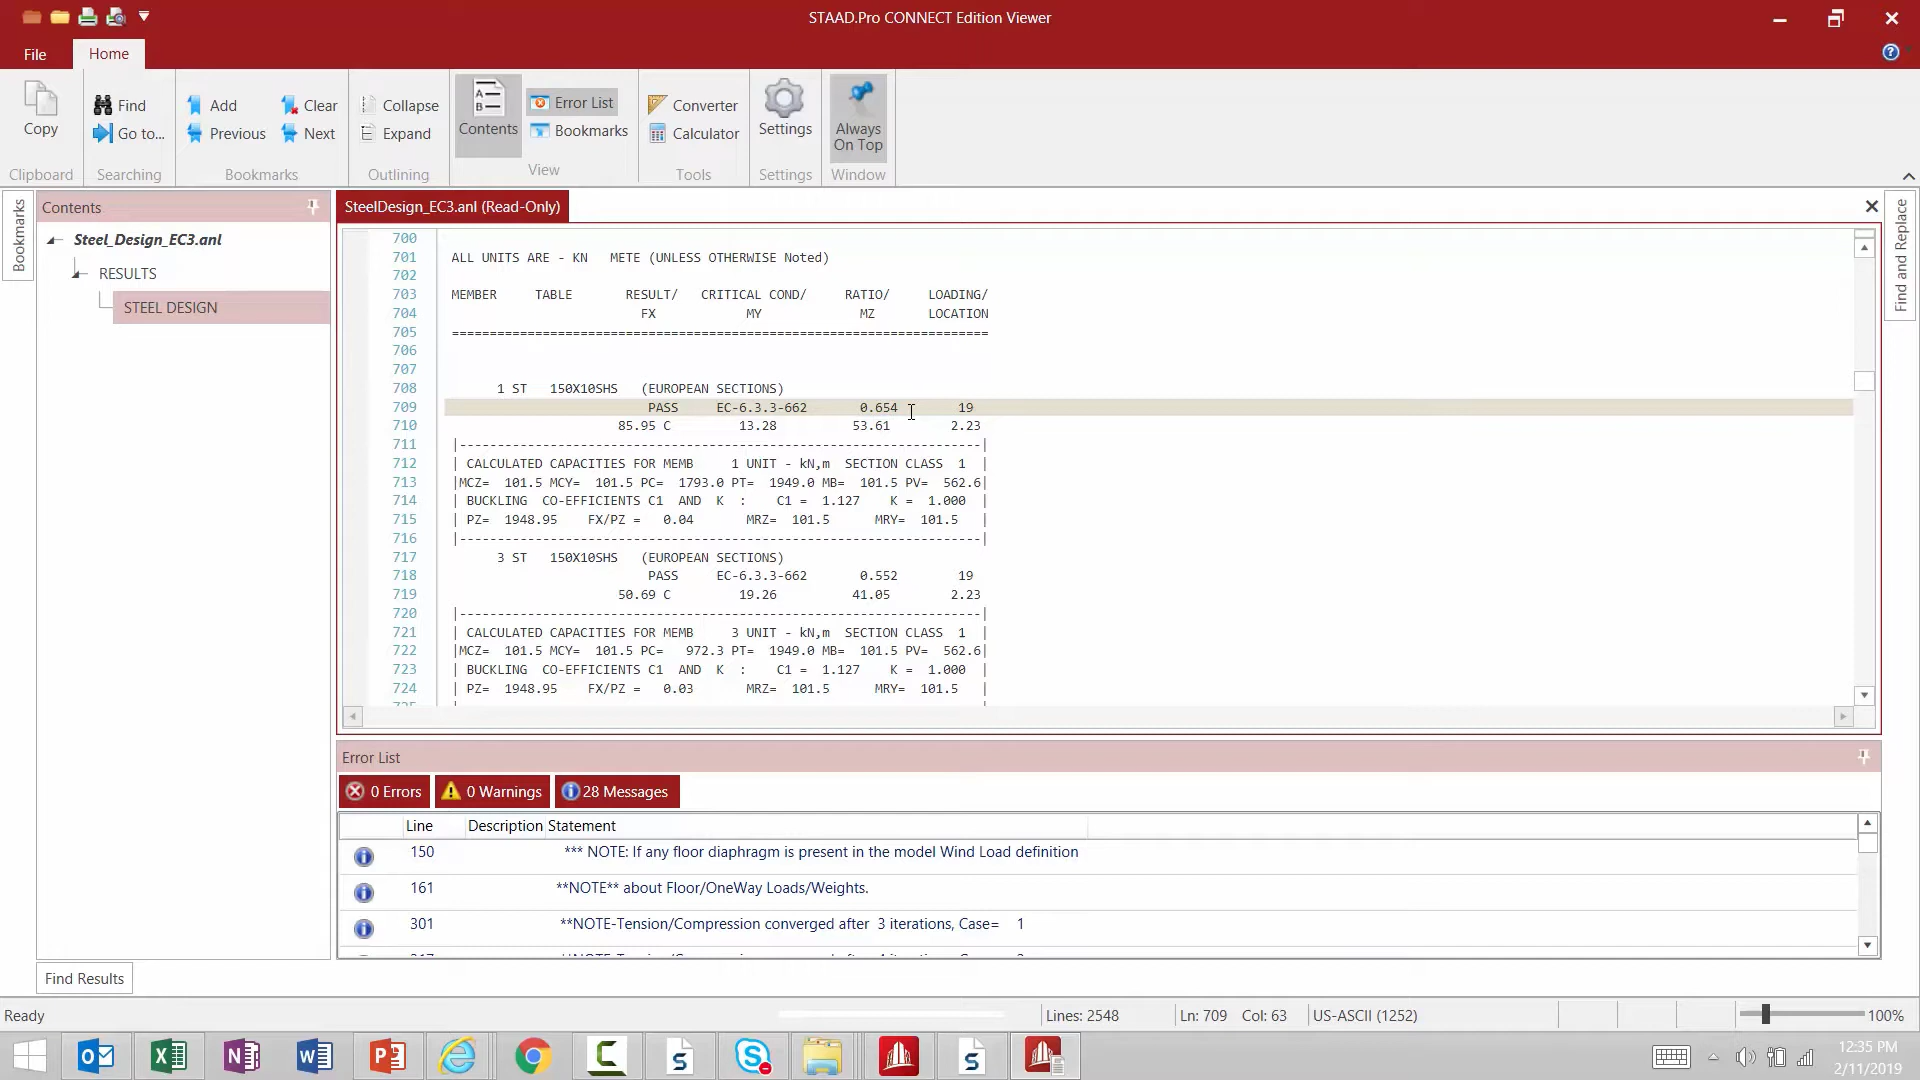 STAAD.Pro CONNECT Edition Viewer
File
Home
Copy
Find
Go to...
Add
Previous
Clear
Next
Collapse
Expand
Contents
Error List
Bookmarks
Converter
Calculator
Settings
Always
On Top
Clipboard
Searching
Bookmarks
Outlining
View
Tools
Settings
Window
Bookmarks
Contents
Steel_Design_EC3.anl
RESULTS
STEEL DESIGN
SteelDesign_EC3.anl (Read-Only)
Find and Replace
700
701 ALL UNITS ARE - KN METE (UNLESS OTHERWISE Noted)
702
703 MEMBER TABLE RESULT/ CRITICAL COND/ RATIO/ LOADING/
704 FX MY MZ LOCATION
705 =======================================================================
706
707
708 1 ST 150X10SHS (EUROPEAN SECTIONS)
709 PASS EC-6.3.3-662 0.654 19
710 85.95 C 13.28 53.61 2.23
711 |---------------------------------------------------------------------|
712 | CALCULATED CAPACITIES FOR MEMB 1 UNIT - kN,m SECTION CLASS 1 |
713 |MCZ= 101.5 MCY= 101.5 PC= 1793.0 PT= 1949.0 MB= 101.5 PV= 562.6|
714 | BUCKLING CO-EFFICIENTS C1 AND K : C1 = 1.127 K = 1.000 |
715 | PZ= 1948.95 FX/PZ = 0.04 MRZ= 101.5 MRY= 101.5 |
716 |---------------------------------------------------------------------|
717 3 ST 150X10SHS (EUROPEAN SECTIONS)
718 PASS EC-6.3.3-662 0.552 19
719 50.69 C 19.26 41.05 2.23
720 |---------------------------------------------------------------------|
721 | CALCULATED CAPACITIES FOR MEMB 3 UNIT - kN,m SECTION CLASS 1 |
722 |MCZ= 101.5 MCY= 101.5 PC= 972.3 PT= 1949.0 MB= 101.5 PV= 562.6|
723 | BUCKLING CO-EFFICIENTS C1 AND K : C1 = 1.127 K = 1.000 |
724 | PZ= 1948.95 FX/PZ = 0.03 MRZ= 101.5 MRY= 101.5 |
Error List
0 Errors
0 Warnings
28 Messages
Line Description Statement
150 *** NOTE: If any floor diaphragm is present in the model Wind Load definition
161 **NOTE** about Floor/OneWay Loads/Weights.
301 **NOTE-Tension/Compression converged after 3 iterations, Case= 1
Find Results
Ready
Lines: 2548
Ln: 709 Col: 63
US-ASCII (1252)
100%
12:35 PM
2/11/2019